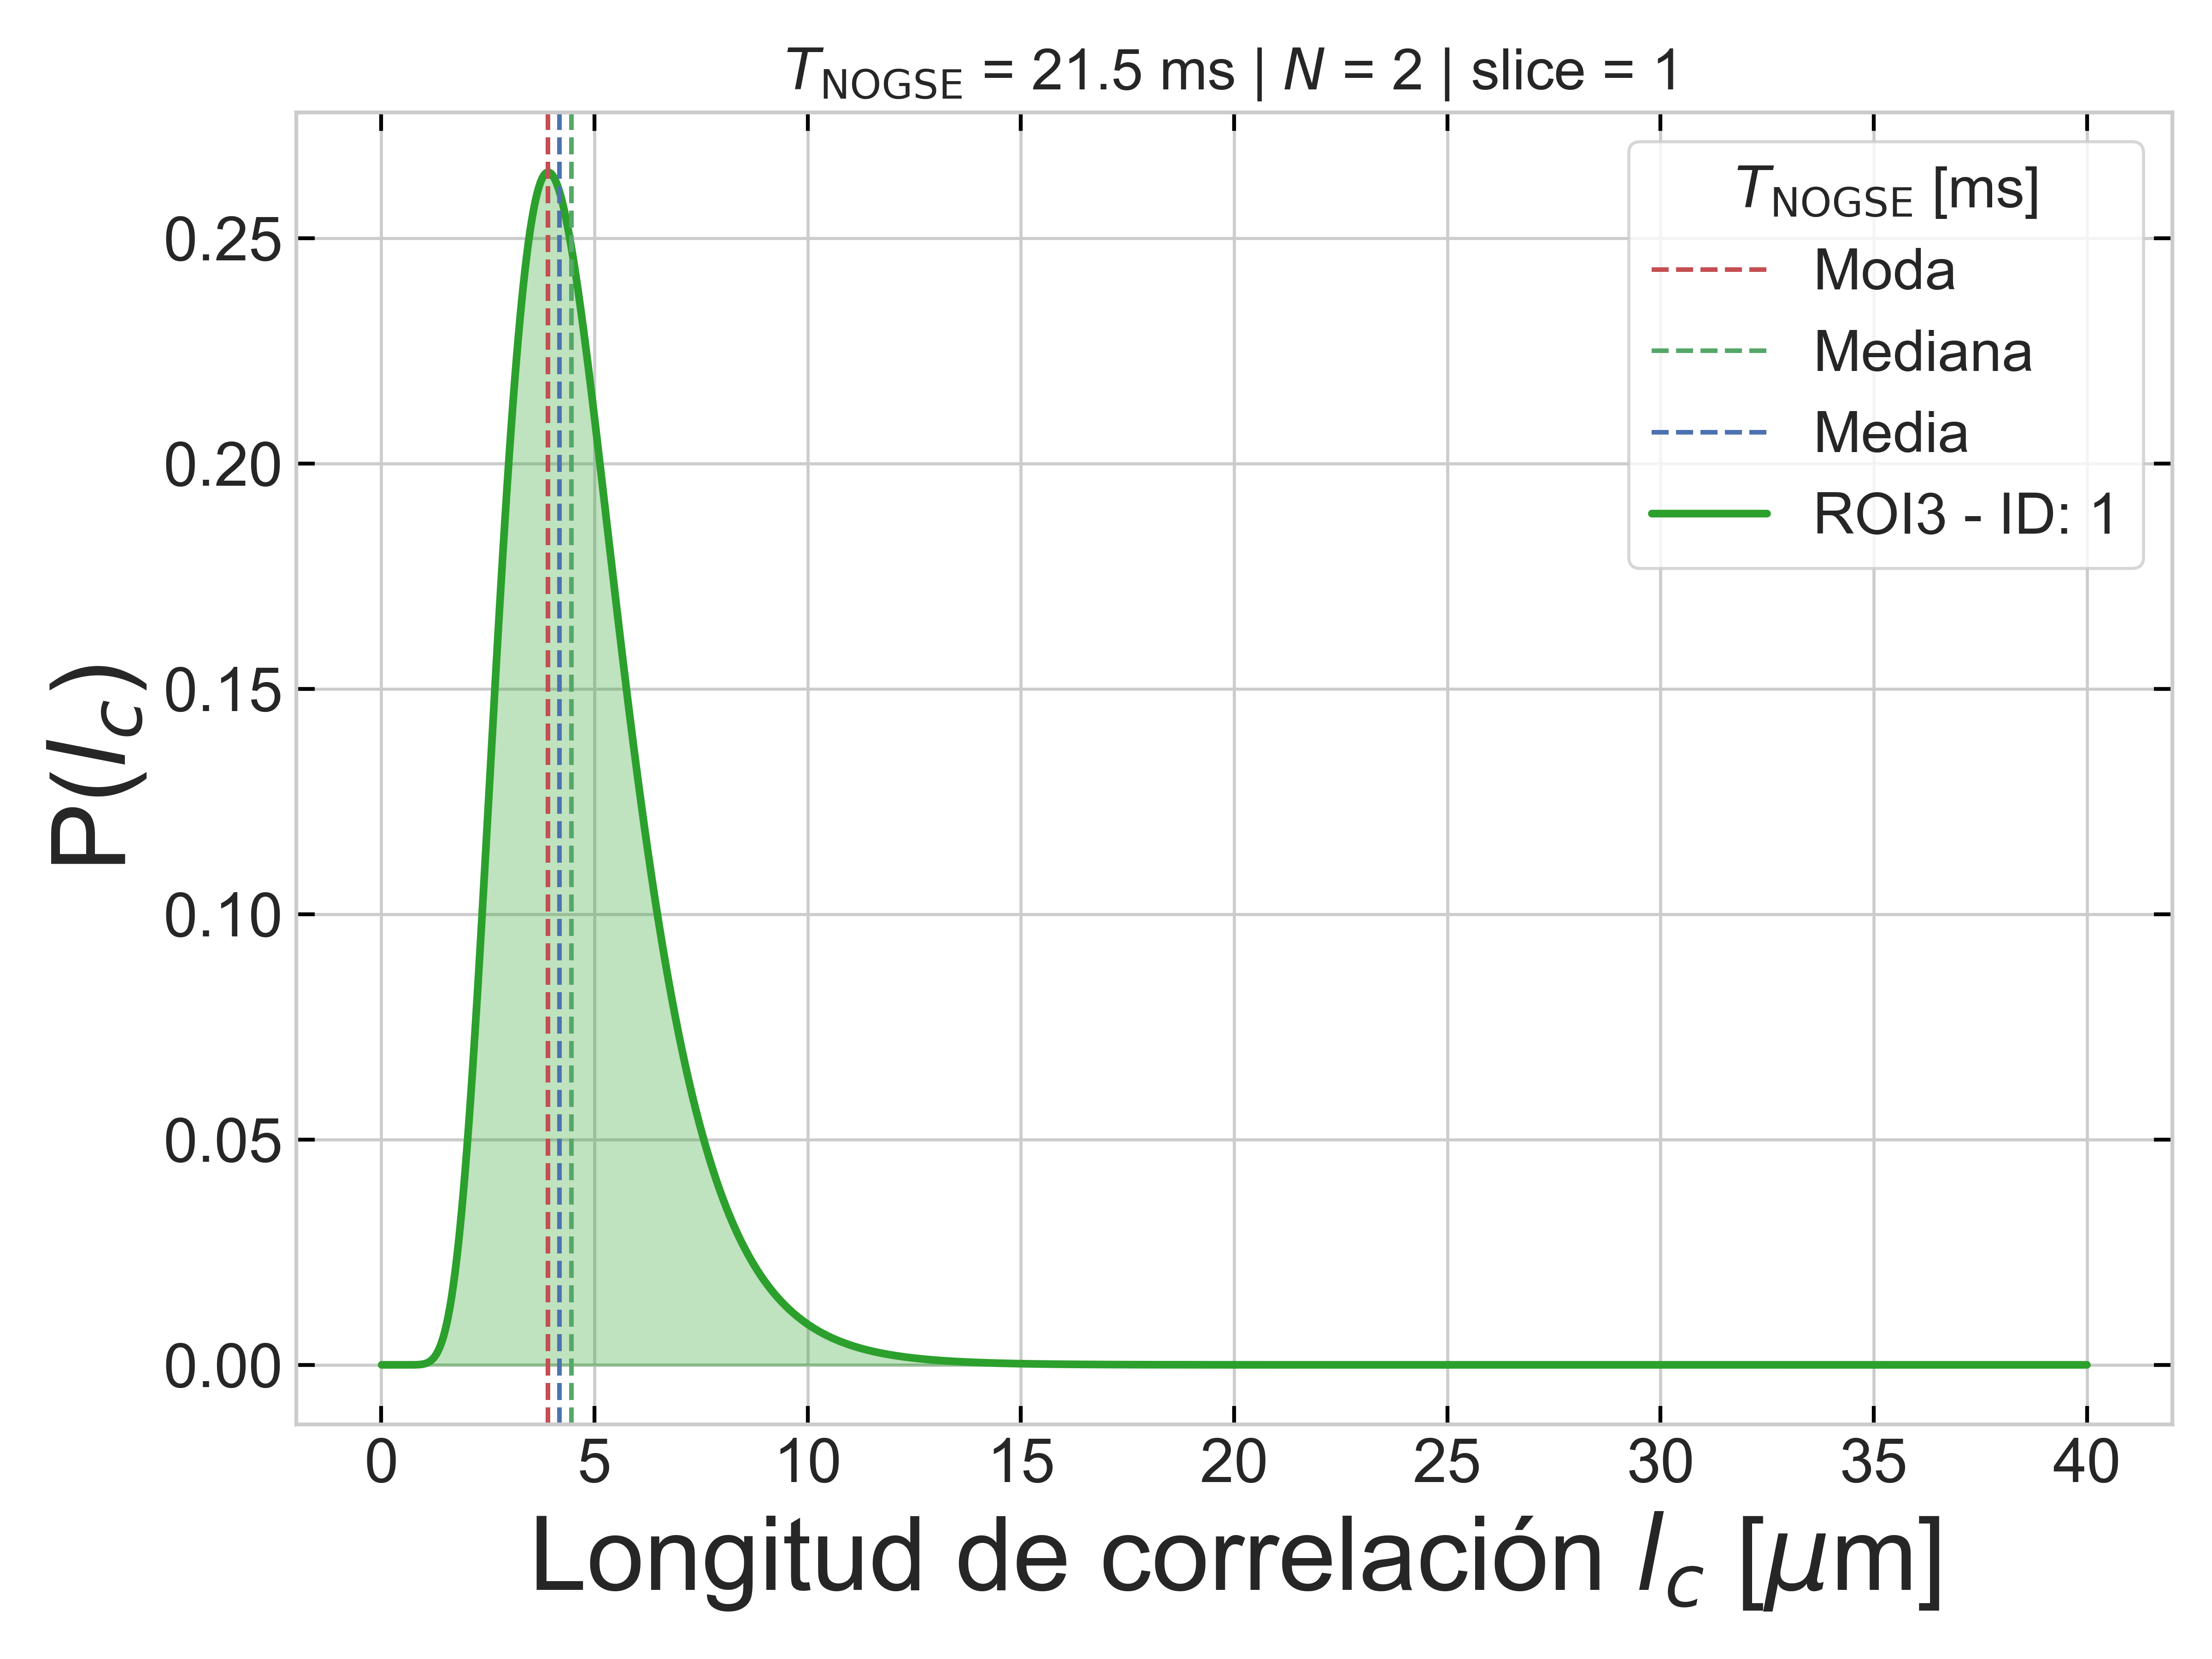 T_NOGSE = 21.5 ms | N = 2 | slice = 1
T_NOGSE [ms]
Moda
Mediana
Media
ROI3 - ID: 1
P(l_c)
0.25
0.20
0.15
0.10
0.05
0.00
0 5 10 15 20 25 30 35 40
Longitud de correlación l_c [μm]